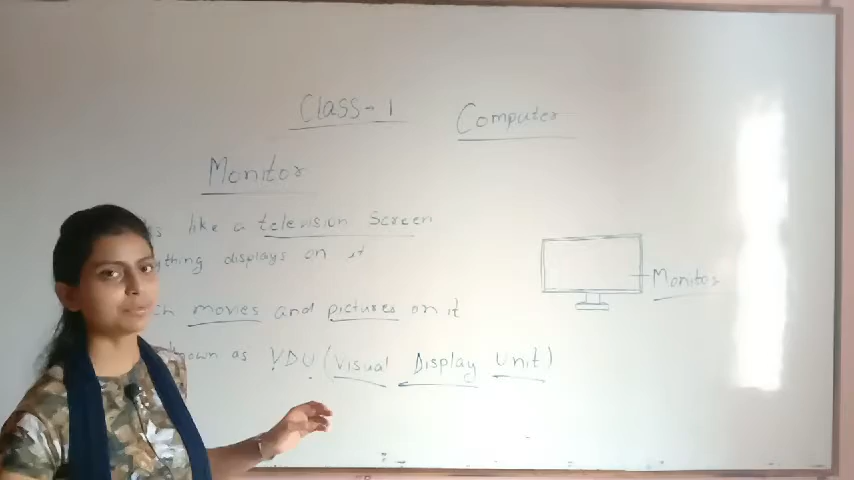 Class-1 Computer
Monitor
like a television Screen
displays on it
Monitor
movies and pictures on it
known as VDU (Visual Display Unit)